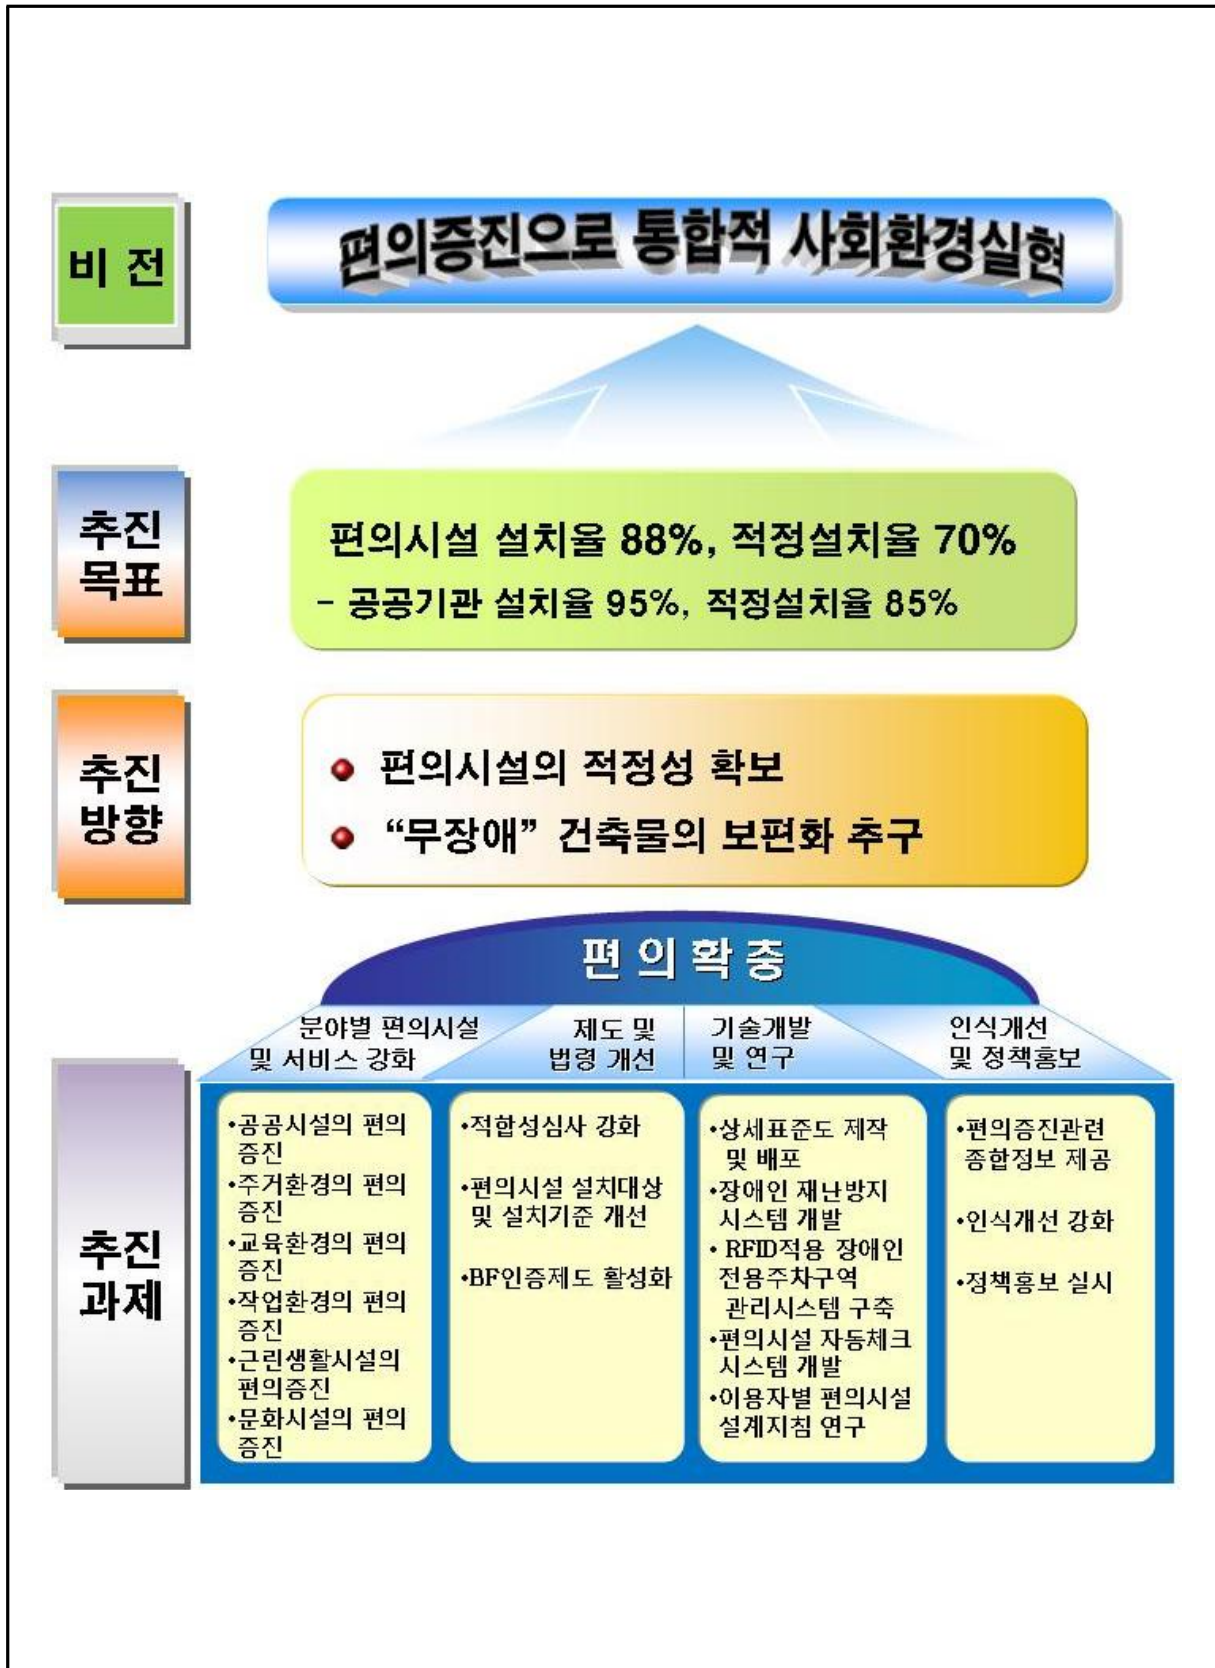 비 전
편의증진으로 통합적 사회환경실현
추진
목표
편의시설 설치율 88%, 적정설치율 70%
- 공공기관 설치율 95%, 적정설치율 85%
추진
방향
● 편의시설의 적정성 확보
● “무장애” 건축물의 보편화 추구
편 의 확 충
추진
과제
분야별 편의시설
및 서비스 강화
•공공시설의 편의
증진
•주거환경의 편의
증진
•교육환경의 편의
증진
•작업환경의 편의
증진
•근린생활시설의
편의증진
•문화시설의 편의
증진
제도 및
법령 개선
•적합성심사 강화
•편의시설 설치대상
및 설치기준 개선
•BF인증제도 활성화
기술개발
및 연구
•상세표준도 제작
및 배포
•장애인 재난방지
시스템 개발
• RFID적용 장애인
전용주차구역
관리시스템 구축
•편의시설 자동체크
시스템 개발
•이용자별 편의시설
설계지침 연구
인식개선
및 정책홍보
•편의증진관련
종합정보 제공
•인식개선 강화
•정책홍보 실시